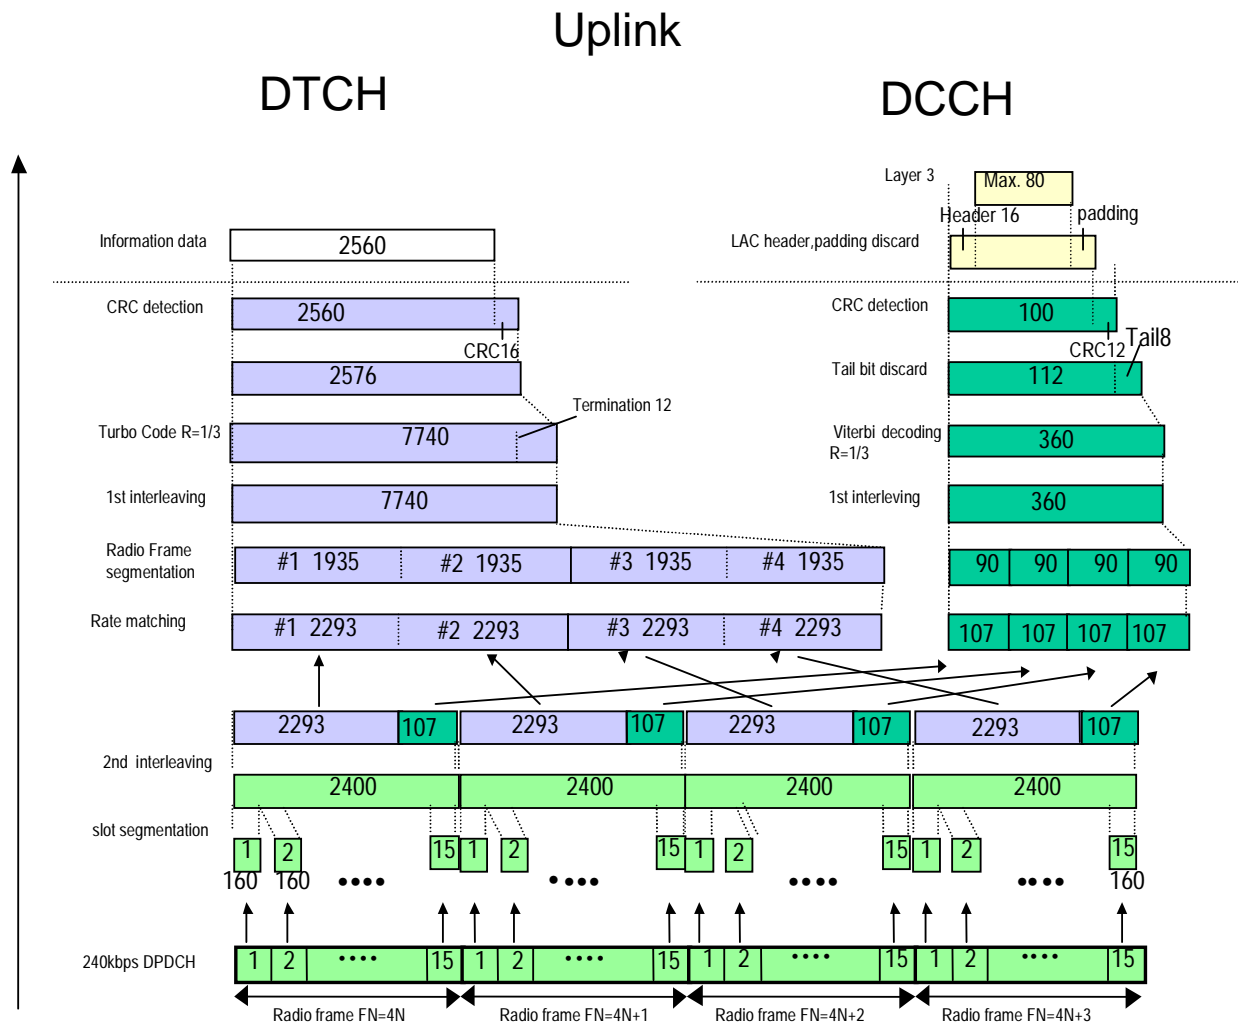 Uplink
DTCH
DCCH
Layer 3
Max. 80
Header 16
padding
Information data
2560
LAC header,padding discard
CRC detection
2560
CRC detection
100
CRC16
CRC12
Tail8
2576
Tail bit discard
112
Termination 12
Turbo Code R=1/3
7740
Viterbi decoding
R=1/3
360
1st interleaving
7740
1st interleving
360
Radio Frame
segmentation
#1 1935
#2 1935
#3 1935
#4 1935
90
90
90
90
Rate matching
#1 2293
#2 2293
#3 2293
#4 2293
107
107
107
107
2293
107
2293
107
2293
107
2293
107
2nd interleaving
2400
2400
2400
2400
slot segmentation
1
2
15
1
2
15
1
2
15
1
2
15
160
160
160
240kbps DPDCH
1
2
15
1
2
15
1
2
15
1
2
15
Radio frame FN=4N
Radio frame FN=4N+1
Radio frame FN=4N+2
Radio frame FN=4N+3